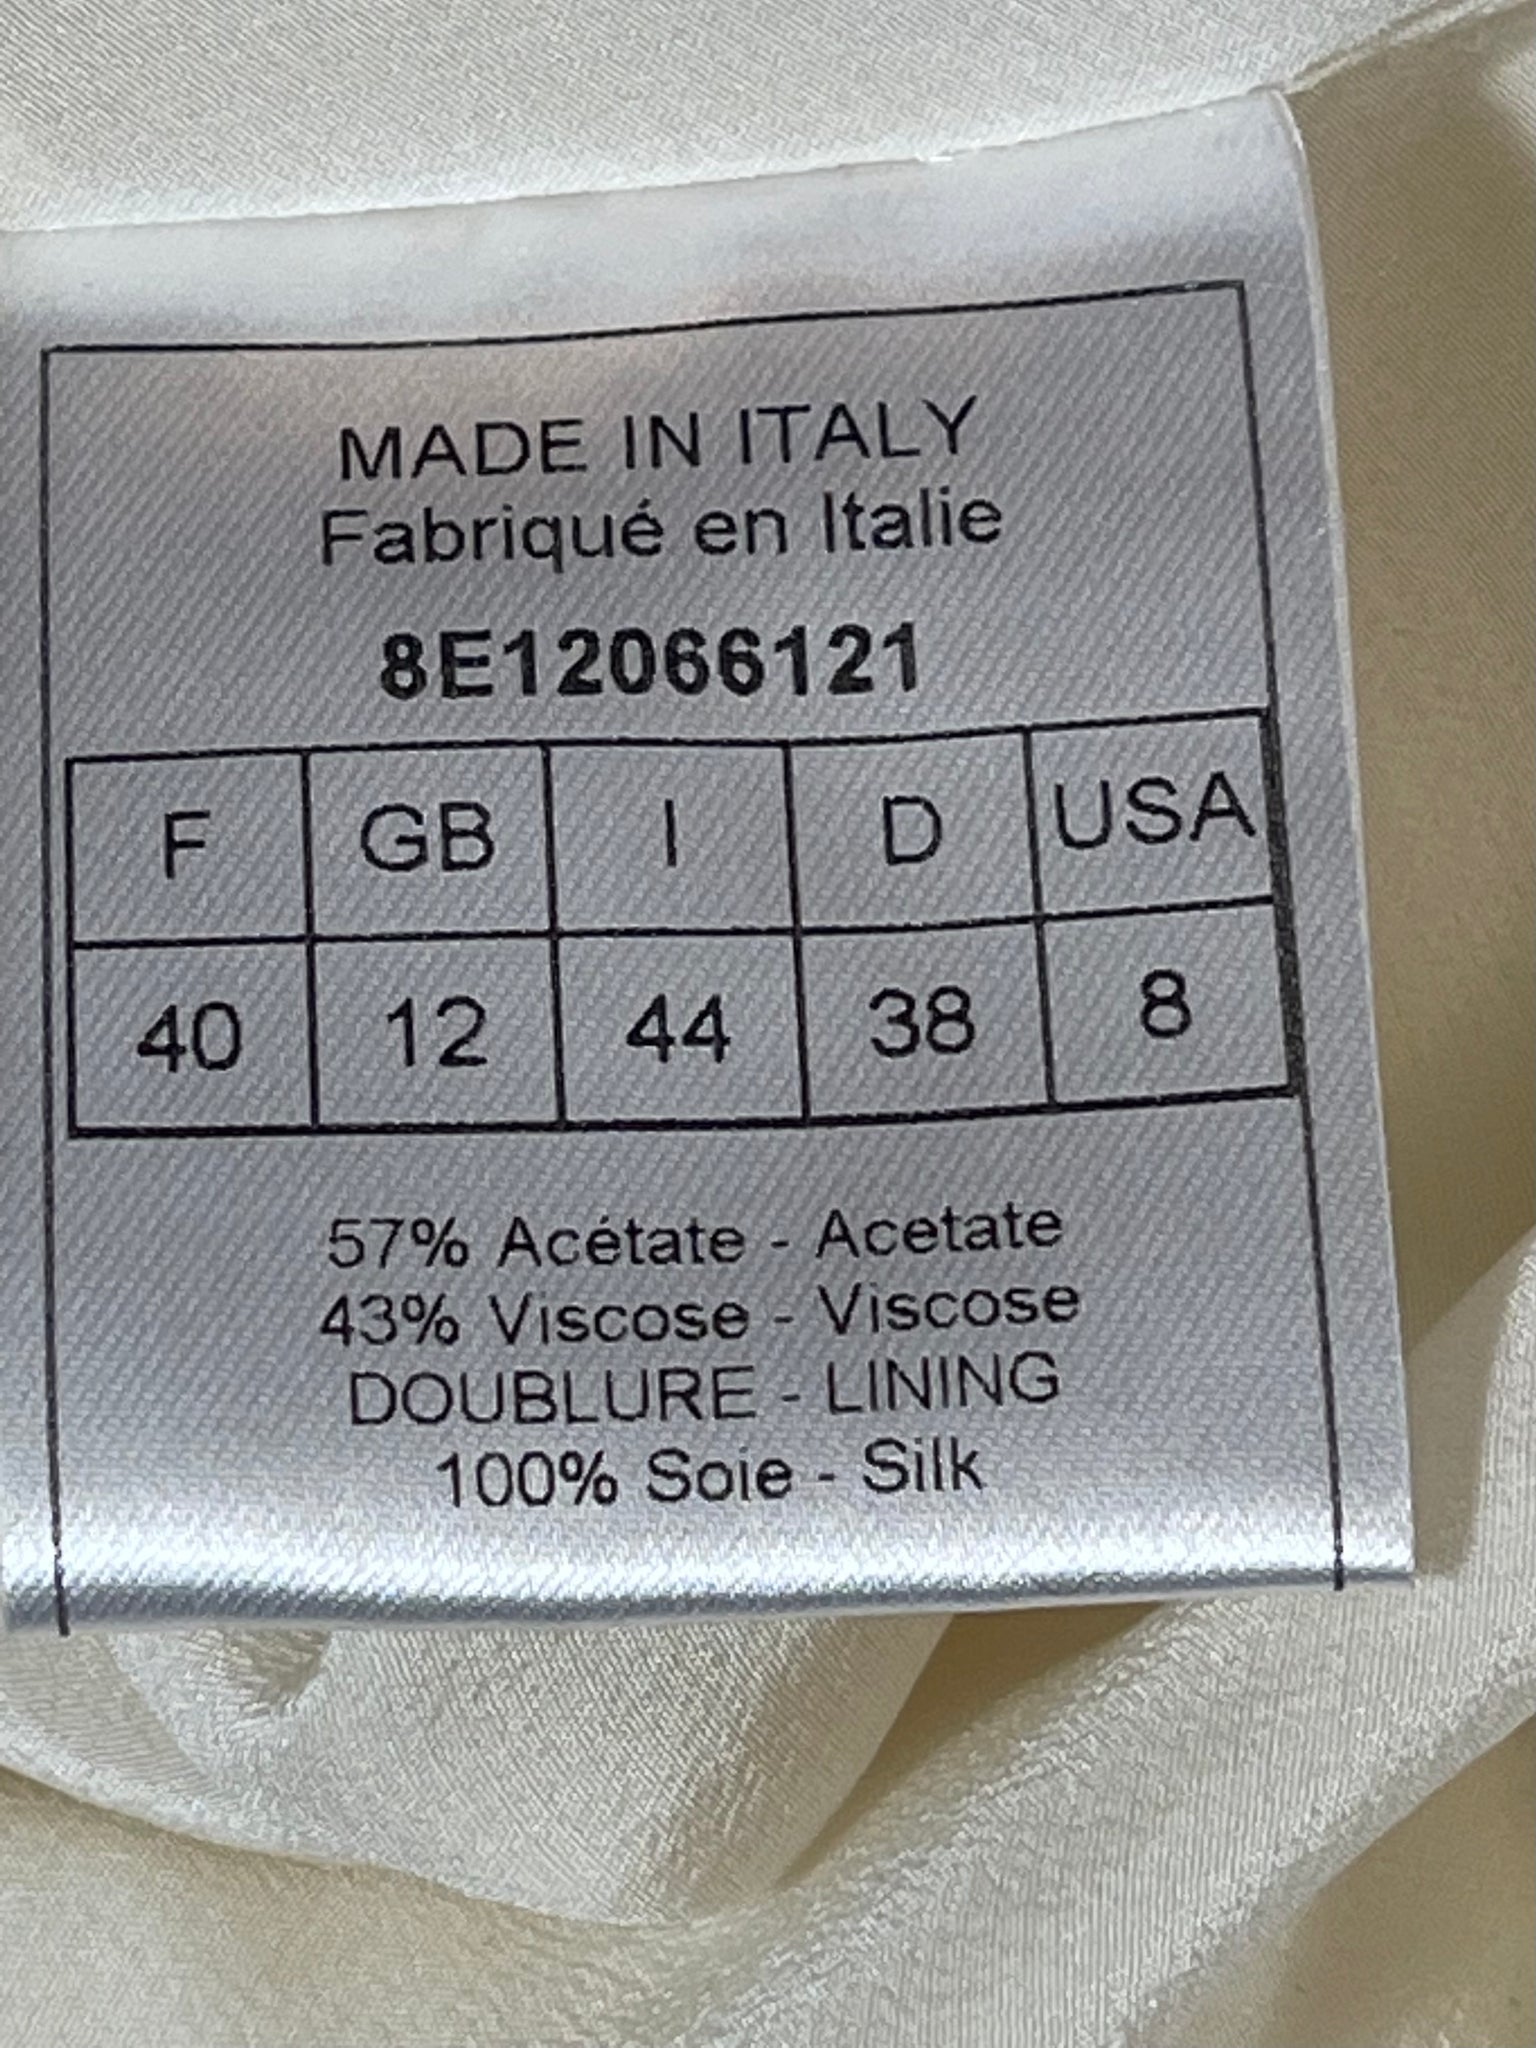 MADE IN ITALY
Fabriqué en Italie
8E12066121
F GB I D USA
40 12 44 38 8
57% Acétate - Acetate
43% Viscose - Viscose
DOUBLURE - LINING
100% Soie - Silk